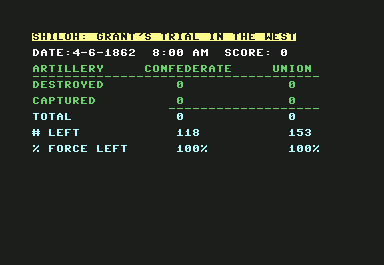 SHILOH: GRANT'S TRIAL IN THE WEST
DATE:4-6-1862 8:00 AM SCORE: 0
ARTILLERY CONFEDERATE UNION
DESTROYED 0 0
CAPTURED 0 0
TOTAL 0 0
# LEFT 118 153
% FORCE LEFT 100% 100%